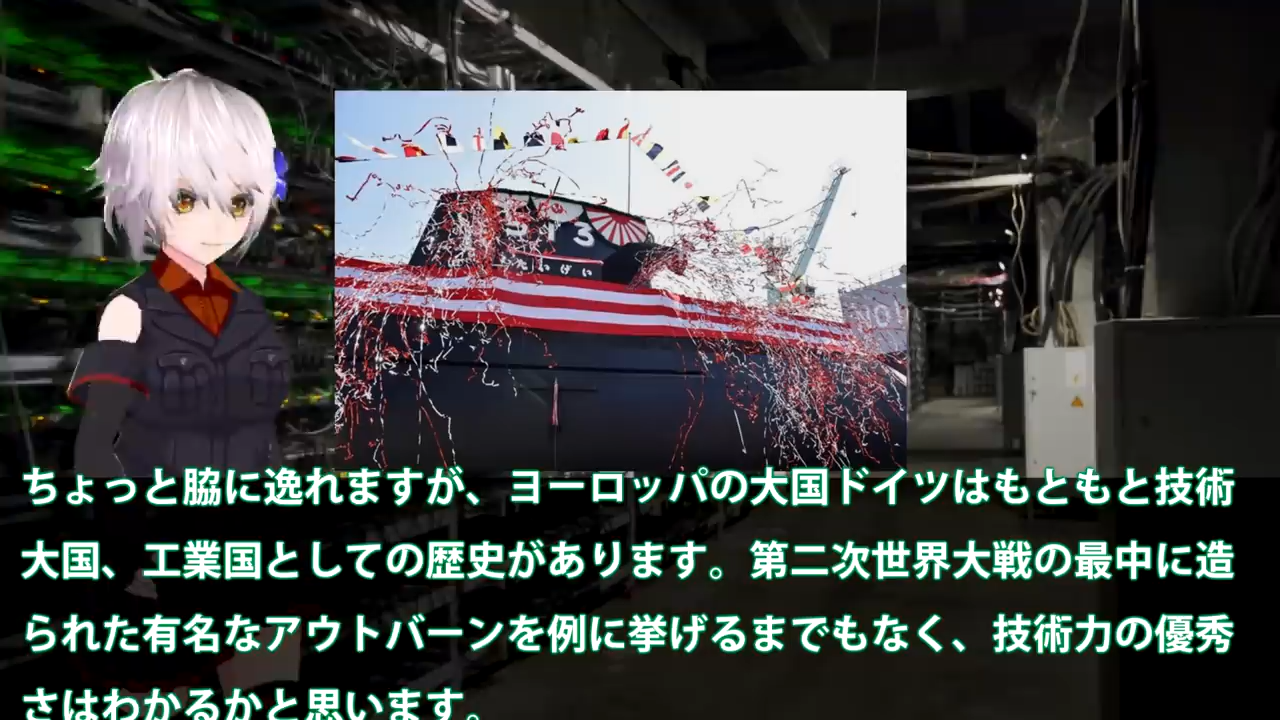 513
たいげい
ちょっと脇に逸れますが、ヨーロッパの大国ドイツはもともと技術
大国、工業国としての歴史があります。第二次世界大戦の最中に造
られた有名なアウトバーンを例に挙げるまでもなく、技術力の優秀
さはわかるかと思います。